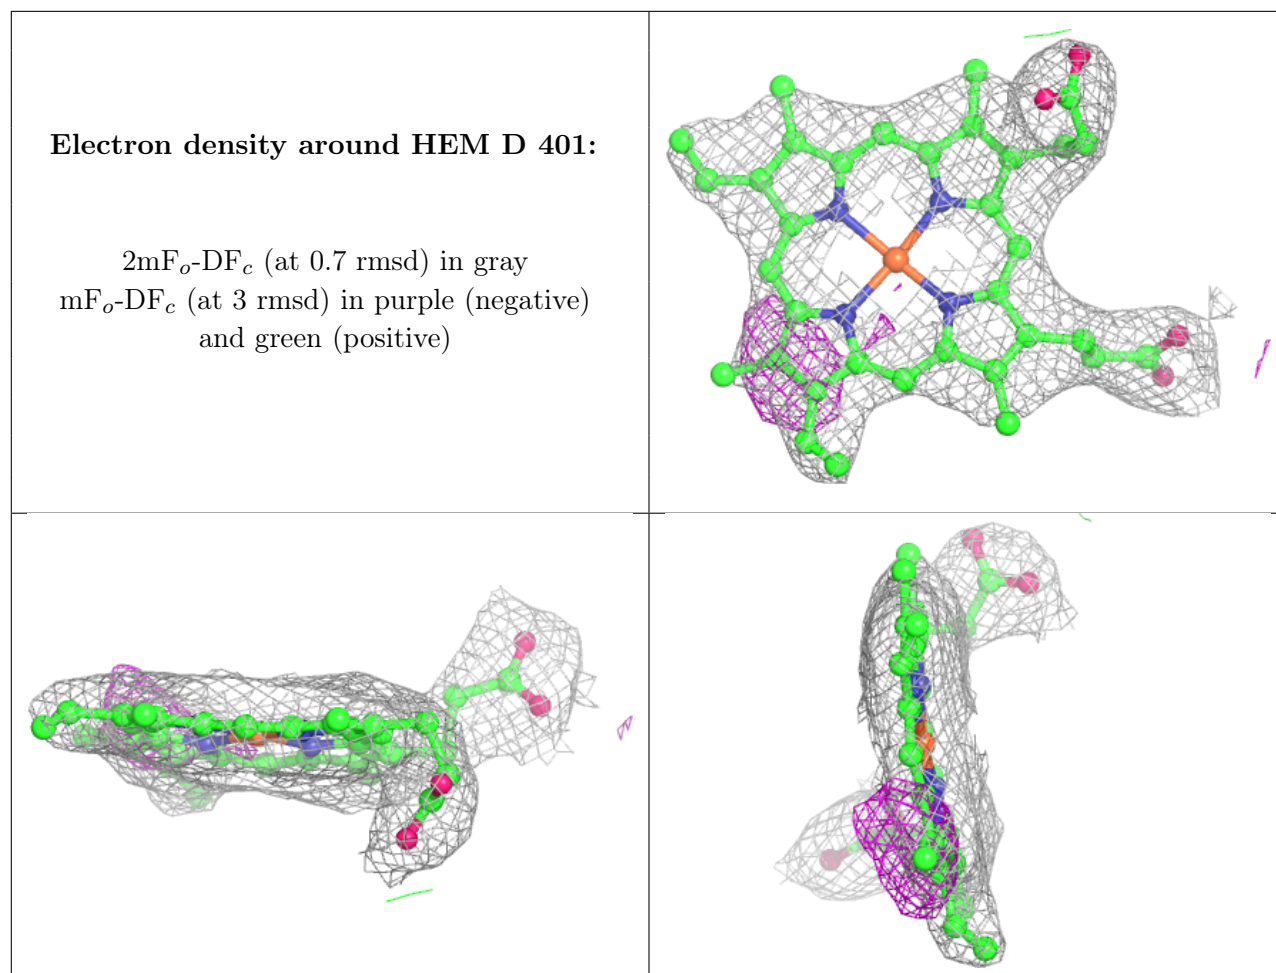 Electron density around HEM D 401:
2mFo-DFc (at 0.7 rmsd) in gray
mFo-DFc (at 3 rmsd) in purple (negative)
and green (positive)